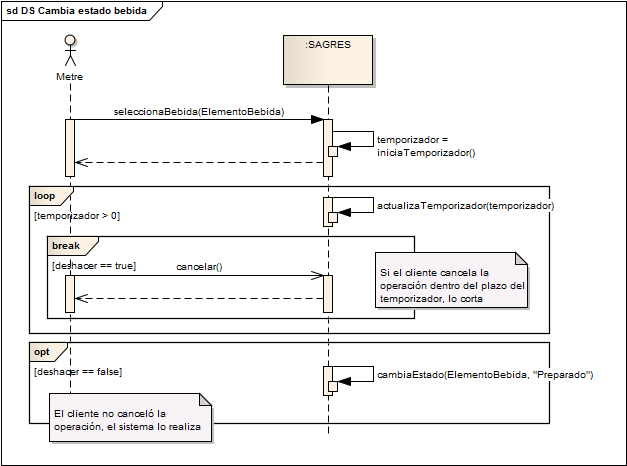 sd DS Cambia estado bebida
:SAGRES
Metre
seleccionaBebida(ElementoBebida)
temporizador =
iniciaTemporizador()
loop
[temporizador > 0]
actualizaTemporizador(temporizador)
break
[deshacer == true]
cancelar()
Si el cliente cancela la
operación dentro del plazo del
temporizador, lo corta
opt
[deshacer == false]
cambiaEstado(ElementoBebida, "Preparado")
El cliente no canceló la
operación, el sistema lo realiza